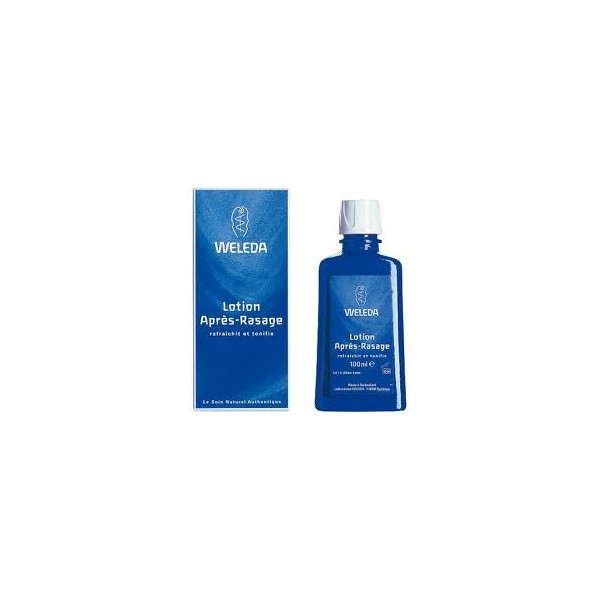 WELEDA
Lotion
Après-Rasage
rafraîchit et tonifie
Le Soin Naturel Authentique
WELEDA
Lotion
Après-Rasage
rafraîchit et tonifie
100ml e